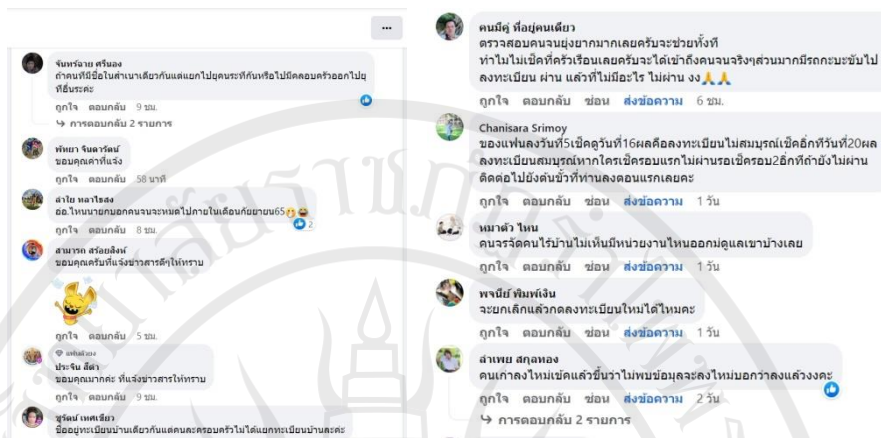 จันทร์ฉาย ศรีนอง
ถ้าคนที่มีชื่อในสำเนาเดียวกันแต่แยกไปยุคนระที่กันหรือไปมีคลอบครัวออกไปยุ
ที่อื่นระค่ะ
ถูกใจ ตอบกลับ 9 ชม.
การตอบกลับ 2 รายการ
พัทยา จินดารัตน์
ขอบคุณค่าที่แจ้ง
ถูกใจ ตอบกลับ 58 นาที
ลำใย หลาไธสง
อ่อ.ไหนนายกบอกคนจนจะหมดไปภายในเดือนกัยยายน65
2
ถูกใจ ตอบกลับ 8 ชม.
สามารถ สร้อยสิงห์
ขอบคุณครับที่แจ้งข่าวสารดีๆให้ทราบ
ถูกใจ ตอบกลับ 5 ชม.
แฟนตัวยง
ประจิน สีดา
ขอบคุณมากค่ะ ที่แจ้งข่าวสารให้ทราบ
ถูกใจ ตอบกลับ 9 ชม.
ชูรัตน์ เทศเขียว
ชื่ออยู่ทะเบียนบ้านเดียวกันแต่คนละครอบครัวไม่ได้แยกทะเบียนบ้านละค่ะ
คนมีคู่ ที่อยู่คนเดียว
ตรวจสอบคนจนยุ่งยากมากเลยครับจะช่วยทั้งที
ทำไมไม่เช็คที่ครัวเรือนเลยครับจะได้เข้าถึงคนจนจริงๆส่วนมากมีรถกะบะขับไป
ลงทะเบียน ผ่าน แล้วที่ไม่มีอะไร ไม่ผ่าน งง🙏🙏
ถูกใจ ตอบกลับ ซ่อน ส่งข้อความ 6 ชม.
Chanisara Srimoy
ของแฟนลงวันที่5เช็คดูวันที่16ผลคือลงทะเบียนไม่สมบูรณ์เช็คอีกทีวันที่20ผล
ลงทะเบียนสมบูรณ์หากใครเช็ครอบแรกไม่ผ่านรอเช็ครอบ2อีกทีถ้ายังไม่ผ่าน
ติดต่อไปยังต้นขั้วที่ท่านลงตอนแรกเลยคะ
ถูกใจ ตอบกลับ ซ่อน ส่งข้อความ 1 วัน
หมาตัว ไหน
คนจรจัดคนไร้บ้านไม่เห็นมีหน่วยงานไหนออกมดูแลเขาบ้างเลย
ถูกใจ ตอบกลับ ซ่อน ส่งข้อความ 1 วัน
พจนีย์ พิมพ์เงิน
จะยกเลิกแล้วกดลงทะเบียนใหม่ได้ไหมคะ
ถูกใจ ตอบกลับ ซ่อน ส่งข้อความ 1 วัน
ลำเพย สกุลทอง
คนเก่าลงใหม่เช้คแล้วขึ้นว่าไม่พบข้อมุลจะลงใหม่บอกว่าลงแล้วงงคะ
ถูกใจ ตอบกลับ ซ่อน ส่งข้อความ 2 วัน
การตอบกลับ 2 รายการ